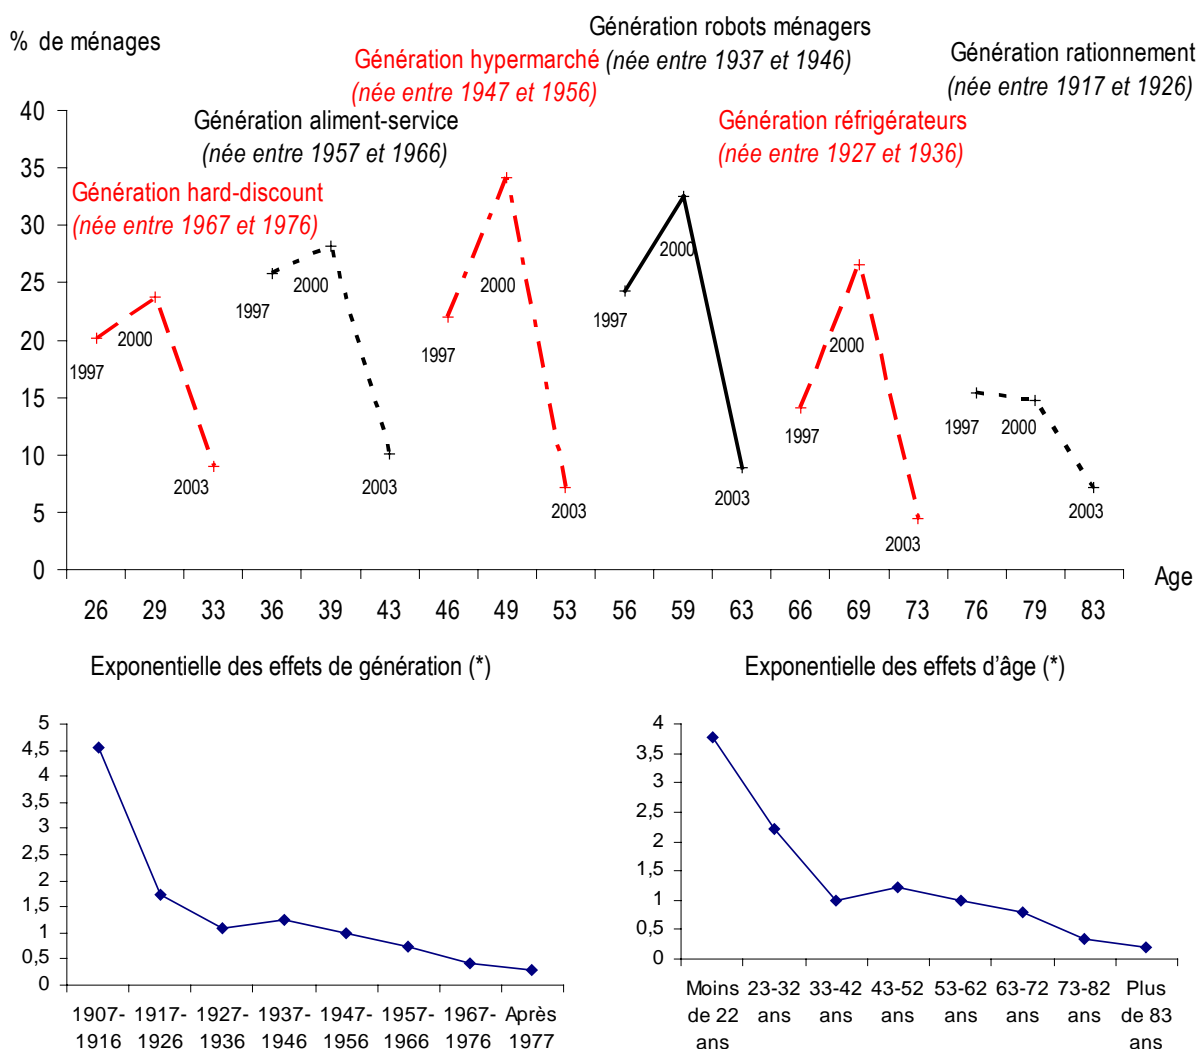 Génération robots ménagers
(née entre 1937 et 1946)
% de ménages
Génération hypermarché
(née entre 1947 et 1956)
Génération rationnement
(née entre 1917 et 1926)
Génération aliment-service
(née entre 1957 et 1966)
Génération réfrigérateurs
(née entre 1927 et 1936)
Génération hard-discount
(née entre 1967 et 1976)
40
35
30
25
20
15
10
5
0
1997
2000
2003
1997
2000
2003
1997
2000
2003
1997
2000
2003
1997
2000
2003
1997
2000
2003
26 29 33 36 39 43 46 49 53 56 59 63 66 69 73 76 79 83
Age
Exponentielle des effets de génération (*)
5
4,5
4
3,5
3
2,5
2
1,5
1
0,5
0
1907- 1917- 1927- 1937- 1947- 1957- 1967- Après
1916 1926 1936 1946 1956 1966 1976 1977
Exponentielle des effets d'âge (*)
4
3,5
3
2,5
2
1,5
1
0,5
0
Moins 23-32 33-42 43-52 53-62 63-72 73-82 Plus
de 22 ans ans ans ans ans ans de 83
ans ans